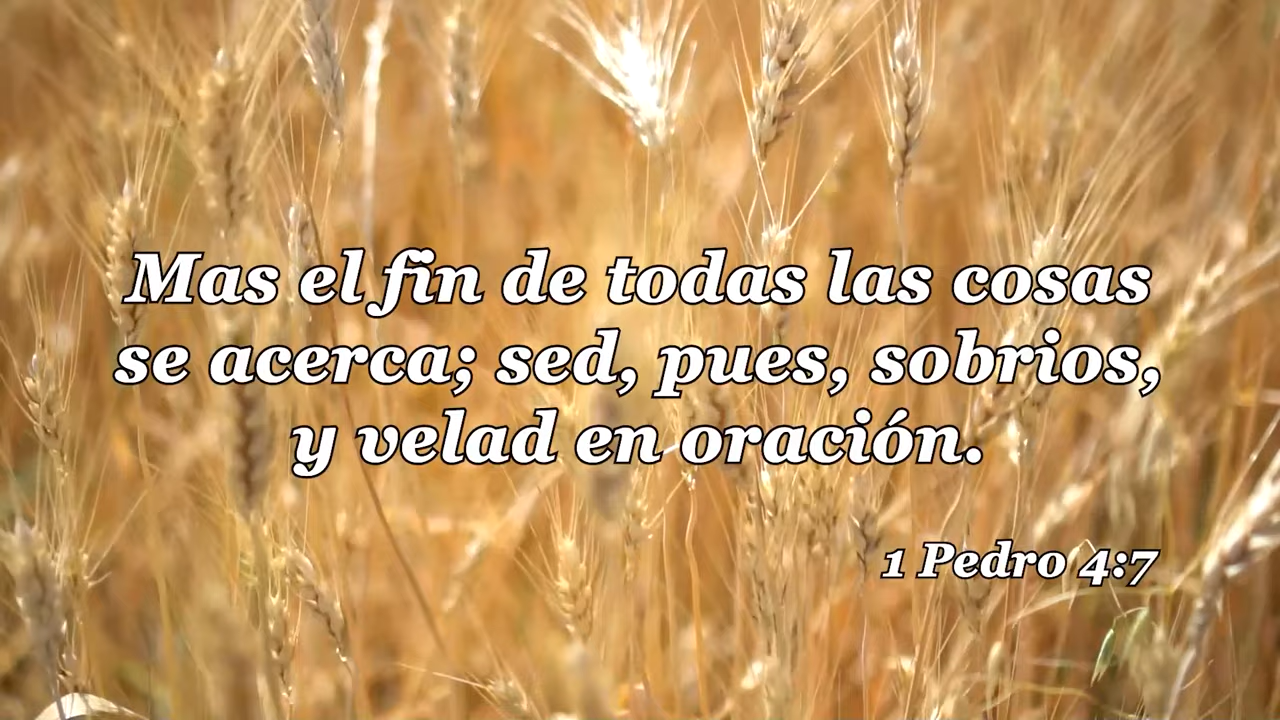 Mas el fin de todas las cosas
se acerca; sed, pues, sobrios,
y velad en oración.
1 Pedro 4:7